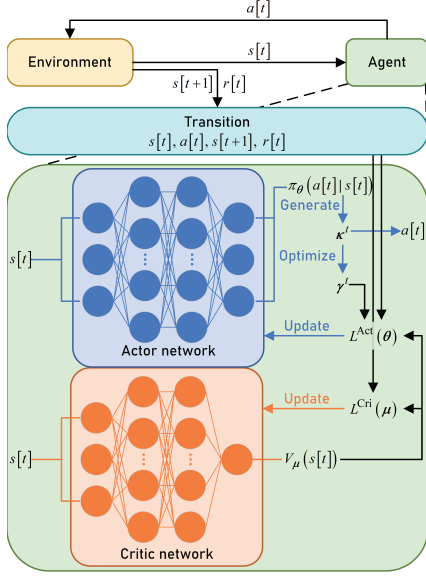 a[t]
Environment
s[t]
Agent
s[t+1] r[t]
Transition
s[t], a[t], s[t+1], r[t]
π_θ(a[t]|s[t])
Generate
κ^t
a[t]
s[t]
Optimize
γ^t
Update
L^Act(θ)
Actor network
Update
L^Cri(μ)
s[t]
V_μ(s[t])
Critic network